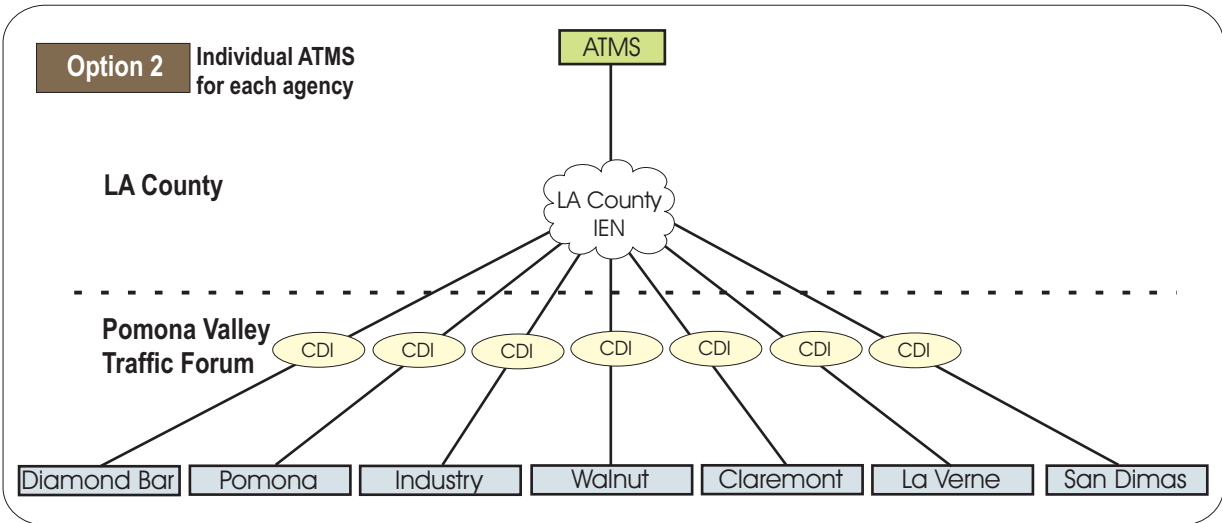 Option 2
Individual ATMS
for each agency
ATMS
LA County
LA County
IEN
Pomona Valley
Traffic Forum
CDI
CDI
CDI
CDI
CDI
CDI
CDI
Diamond Bar
Pomona
Industry
Walnut
Claremont
La Verne
San Dimas